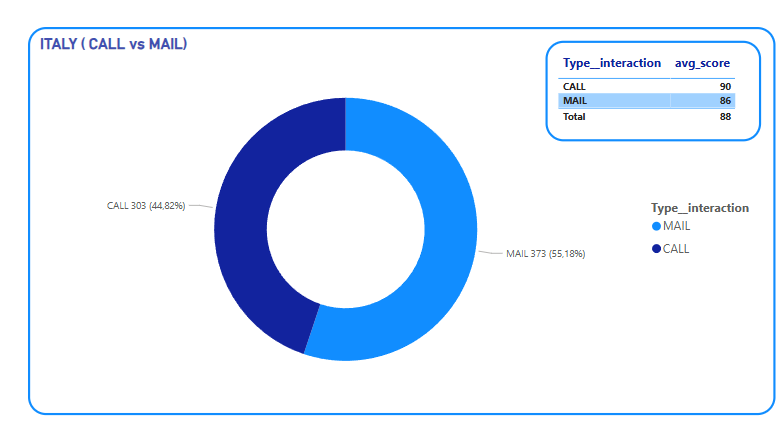 ITALY ( CALL vs MAIL)
Type__interaction avg_score
CALL 90
MAIL 86
Total 88
CALL 303 (44,82%)
MAIL 373 (55,18%)
Type__interaction
MAIL
CALL